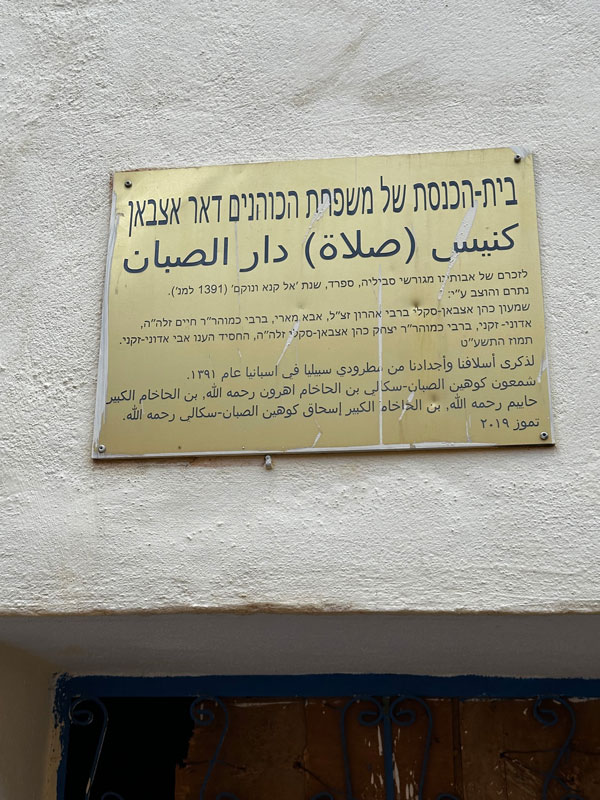 בית-הכנסת של משפחת הכוהנים דאר אצבאן
كنيس (صلاة) دار الصبان
לזכרם של אבותינו מגורשי סביליה, ספרד, שנת 'אל קנא ונוקם' (1391 למנ').
נתרם והוצב ע"י:
שמעון כהן אצבאן-סקלי ברבי אהרון זצ"ל, אבא מארי, ברבי כמוהר"ר חיים זלה"ה,
אדוני-זקני, ברבי כמוהר"ר יצחק כהן אצבאן-סקלי זלה"ה, החסיד הענו אבי אדוני-זקני.
תמוז התשע"ט
لذكرى أسلافنا وأجدادنا من مطرودي سيبليا في اسبانيا عام ١٣٩١.
شمعون كوهين الصبان-سكالي بن الحاخام اهرون رحمه الله, بن الحاخام الكبير
حاييم رحمه الله, بن الحاخام الكبير إسحاق كوهين الصبان-سكالي رحمه الله.
تموز ٢٠١٩